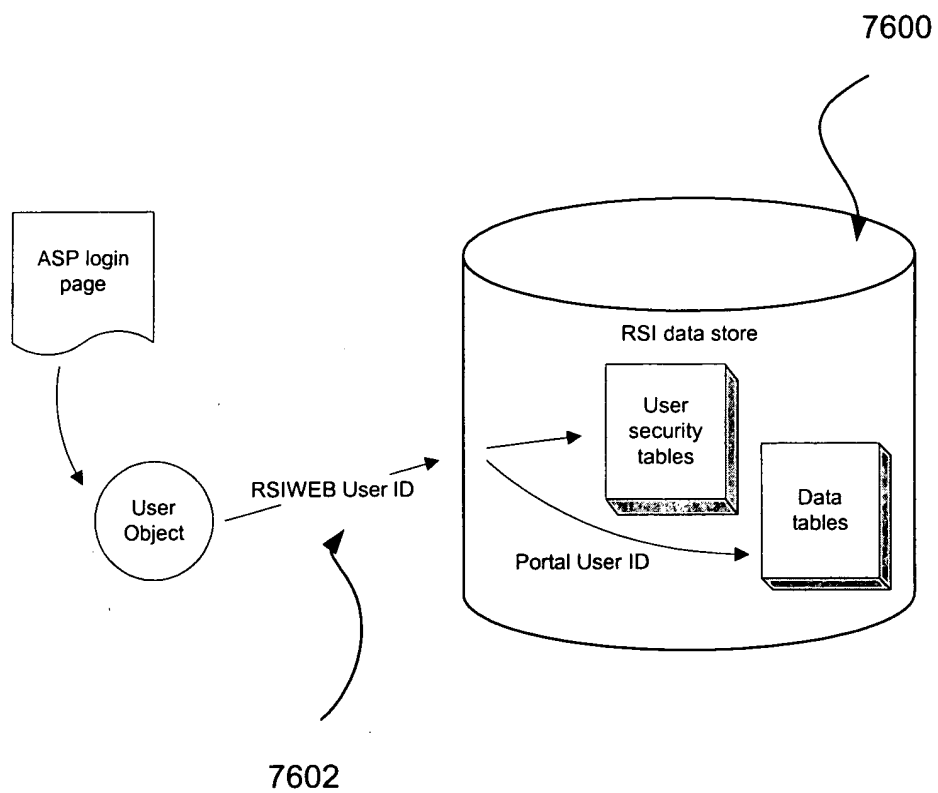 7600
ASP login
page
RSI data store
User
security
tables
RSIWEB User ID
User
Object
Data
tables
Portal User ID
7602